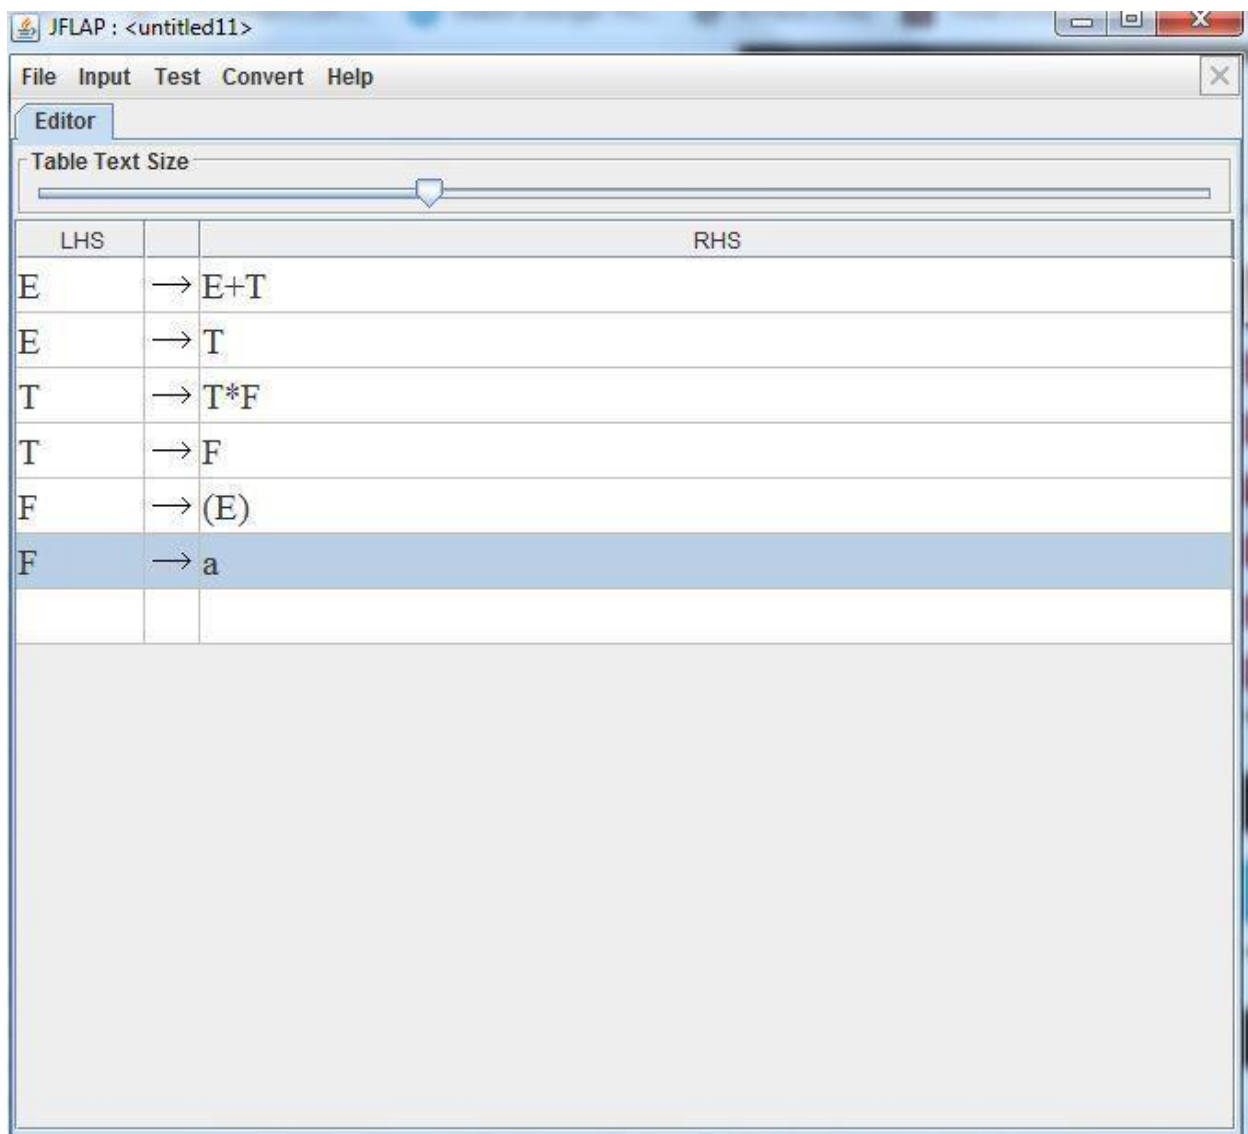 JFLAP : <untitled11>
File Input Test Convert Help
Editor
Table Text Size
LHS RHS
E → E+T
E → T
T → T*F
T → F
F → (E)
F → a